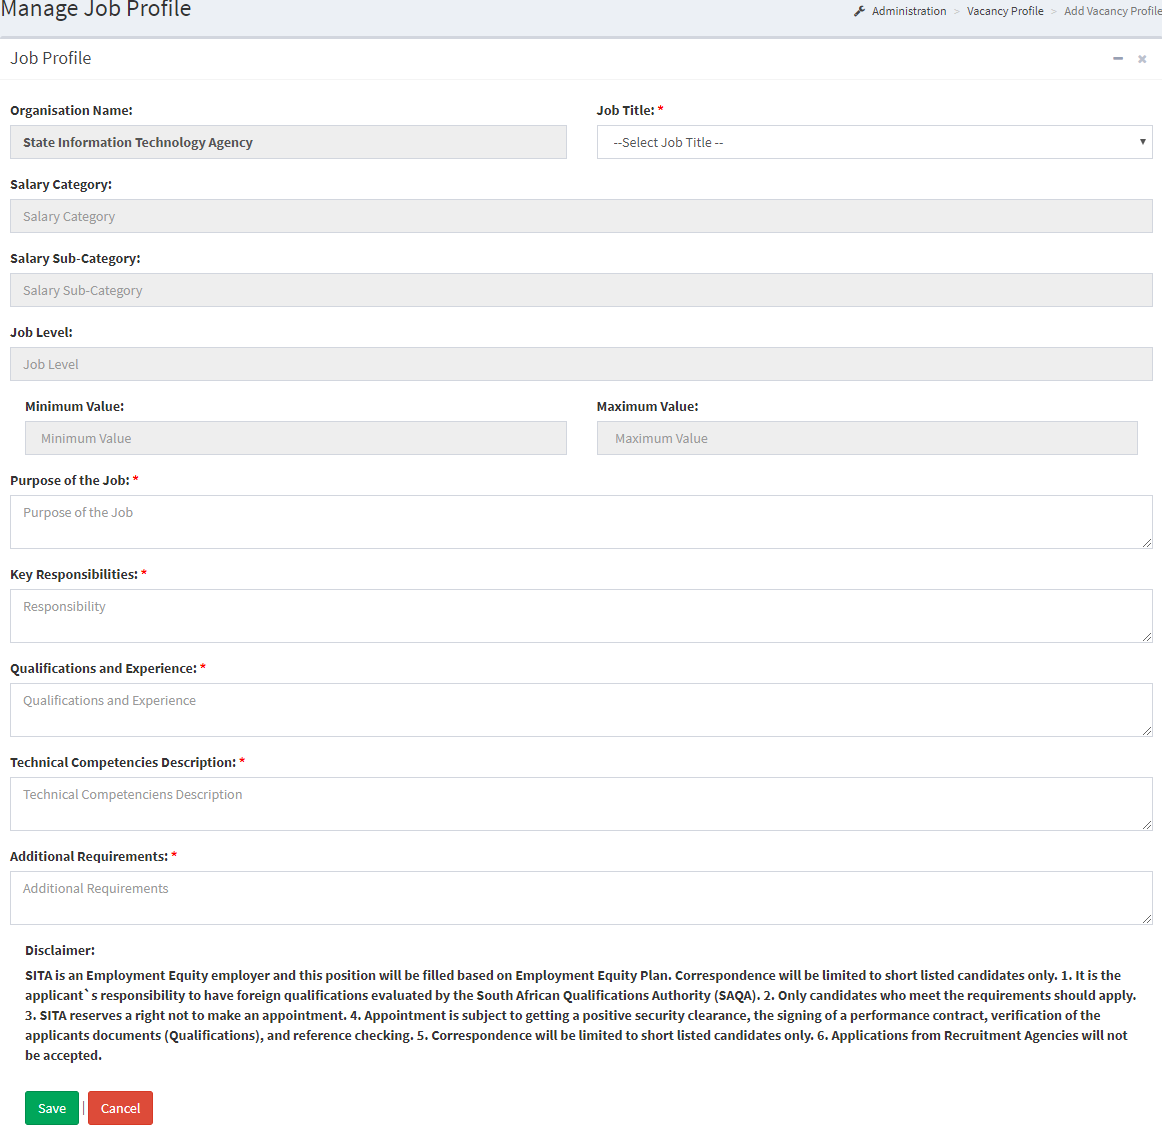 Manage Job Profile
Administration > Vacancy Profile > Add Vacancy Profile
Job Profile
Organisation Name:
Job Title: *
State Information Technology Agency
--Select Job Title --
Salary Category:
Salary Category
Salary Sub-Category:
Salary Sub-Category
Job Level:
Job Level
Minimum Value:
Maximum Value:
Minimum Value
Maximum Value
Purpose of the Job: *
Purpose of the Job
Key Responsibilities: *
Responsibility
Qualifications and Experience: *
Qualifications and Experience
Technical Competencies Description: *
Technical Competenciens Description
Additional Requirements: *
Additional Requirements
Disclaimer:
SITA is an Employment Equity employer and this position will be filled based on Employment Equity Plan. Correspondence will be limited to short listed candidates only. 1. It is the
applicant`s responsibility to have foreign qualifications evaluated by the South African Qualifications Authority (SAQA). 2. Only candidates who meet the requirements should apply.
3. SITA reserves a right not to make an appointment. 4. Appointment is subject to getting a positive security clearance, the signing of a performance contract, verification of the
applicants documents (Qualifications), and reference checking. 5. Correspondence will be limited to short listed candidates only. 6. Applications from Recruitment Agencies will not
be accepted.
Save | Cancel